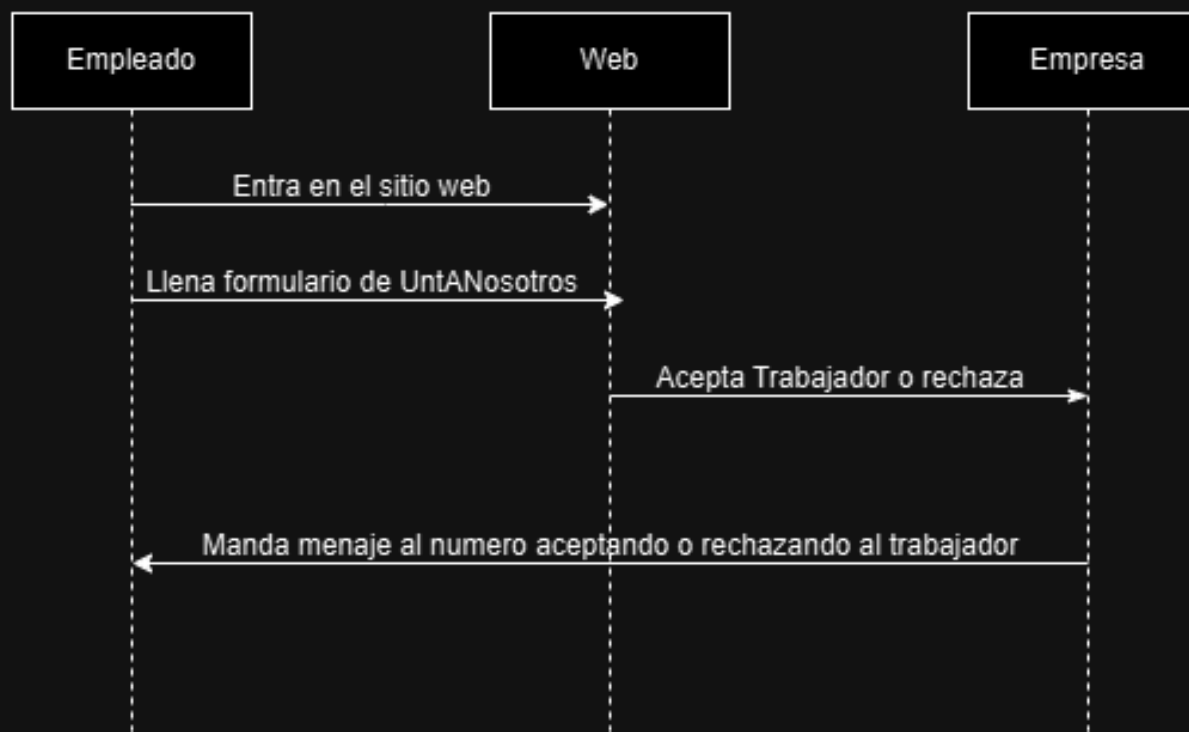 Empleado
Web
Empresa
Entra en el sitio web
Llena formulario de UntANosotros
Acepta Trabajador o rechaza
Manda menaje al numero aceptando o rechazando al trabajador